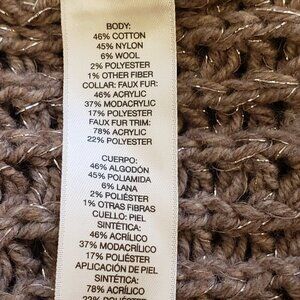 BODY:
46% COTTON
45% NYLON
6% WOOL
2% POLYESTER
1% OTHER FIBER
COLLAR: FAUX FUR:
46% ACRYLIC
37% MODACRYLIC
17% POLYESTER
FAUX FUR TRIM:
78% ACRYLIC
22% POLYESTER
CUERPO:
46% ALGODÓN
45% POLIAMIDA
6% LANA
2% POLIÉSTER
1% OTRAS FIBRAS
CUELLO: PIEL
SINTÉTICA:
46% ACRÍLICO
37% MODACRÍLICO
17% POLIÉSTER
APLICACIÓN DE PIEL
SINTÉTICA:
78% ACRÍLICO
22% POLIÉSTER